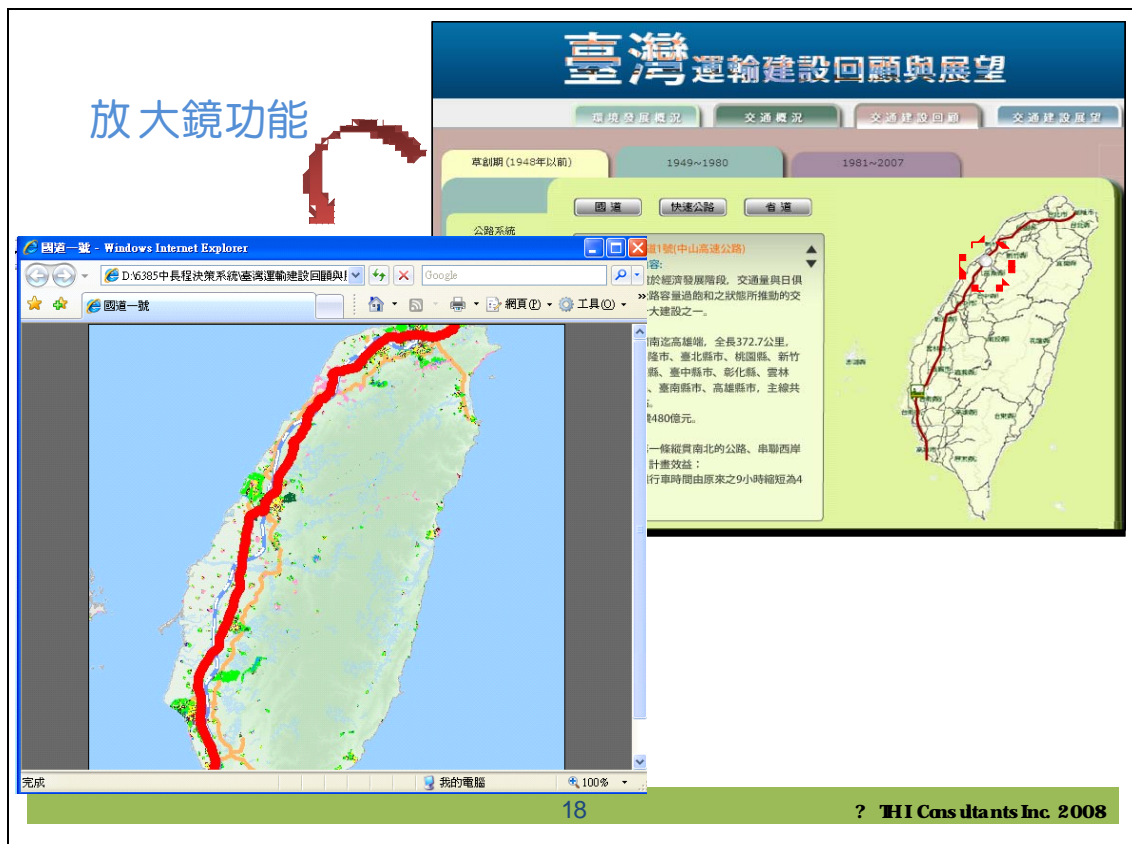 放大鏡功能
臺灣運輸建設回顧與展望
環境發展概況 交通概況 交通建設回顧 交通建設展望
草創期 (1948年以前) 1949~1980 1981~2007
國道 快速公路 省道
公路系統
道1號(中山高速公路)
容:
於經濟發展階段, 交通量與日俱
路容量過飽和之狀態所推動的交
大建設之一。
南迄高雄端, 全長372.7公里,
隆市、臺北縣市、桃園縣、新竹
縣、臺中縣市、彰化縣、雲林
、臺南縣市、高雄縣市, 主線共
480億元。
一條縱貫南北的公路、串聯西岸
計畫效益：
行車時間由原來之9小時縮短為4
國道一號 - Windows Internet Explorer
D:\6385中長程決策系統\臺灣運輸建設回顧與
Google
國道一號
網頁(P) 工具(O) »
完成 我的電腦 100%
18
? THI Consultants Inc. 2008